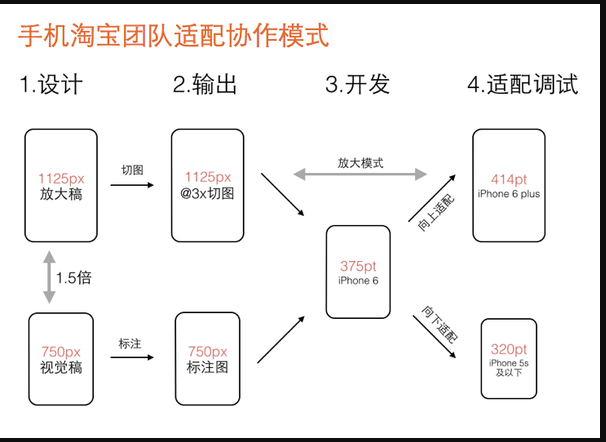 手机淘宝团队适配协作模式
1.设计
2.输出
3.开发
4.适配调试
1125px
放大稿
切图
1125px
@3x切图
放大模式
向上适配
414pt
iPhone 6 plus
1.5倍
375pt
iPhone 6
750px
视觉稿
标注
750px
标注图
向下适配
320pt
iPhone 5s
及以下